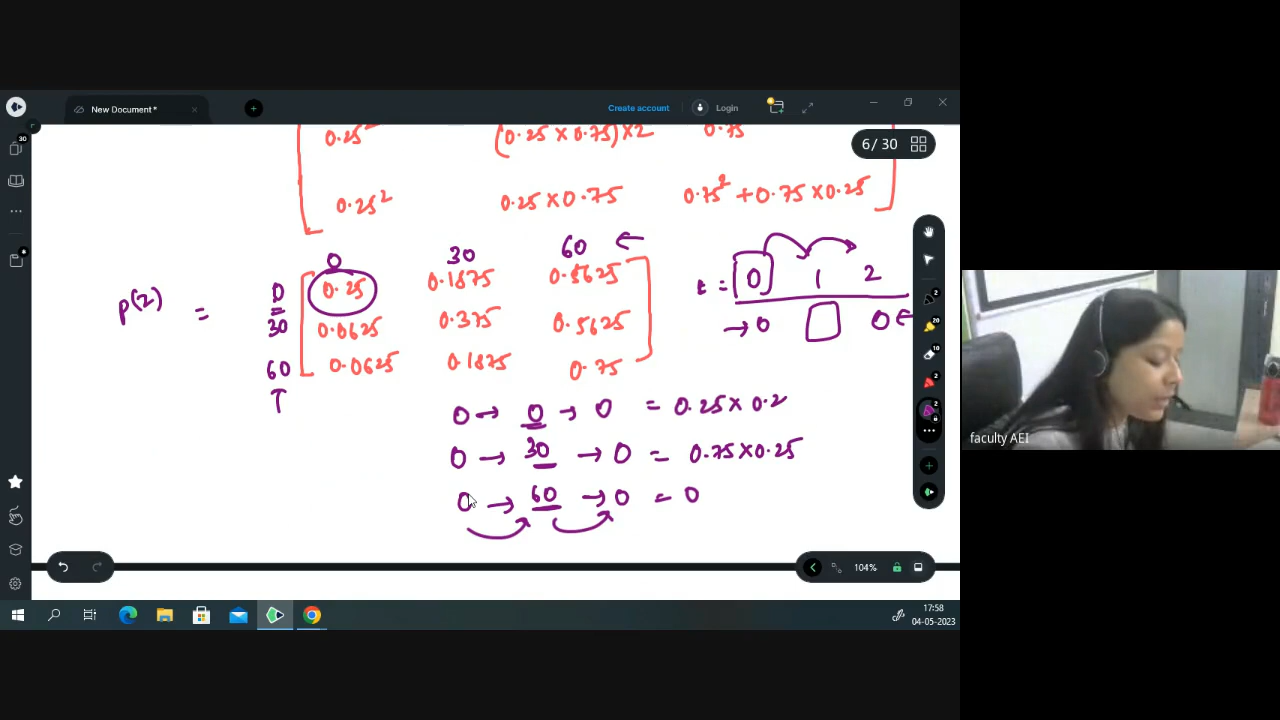 New Document*
Create account
Login
30
6 / 30
0.25²
(0.25 × 0.75) × 2
0.75
0.25²
0.25 × 0.75
0.75² + 0.75 × 0.25
0 30 60 ←
P(2) =
0 0.25 0.1875 0.5625
30 0.0625 0.375 0.5625
60 0.0625 0.1875 0.75
t = 0 1 2
→ 0 0 ←
0 → 0 → 0 = 0.25 × 0.2
0 → 30 → 0 = 0.75 × 0.25
0 → 60 → 0 = 0
faculty AEI
104%
17:58
04-05-2023